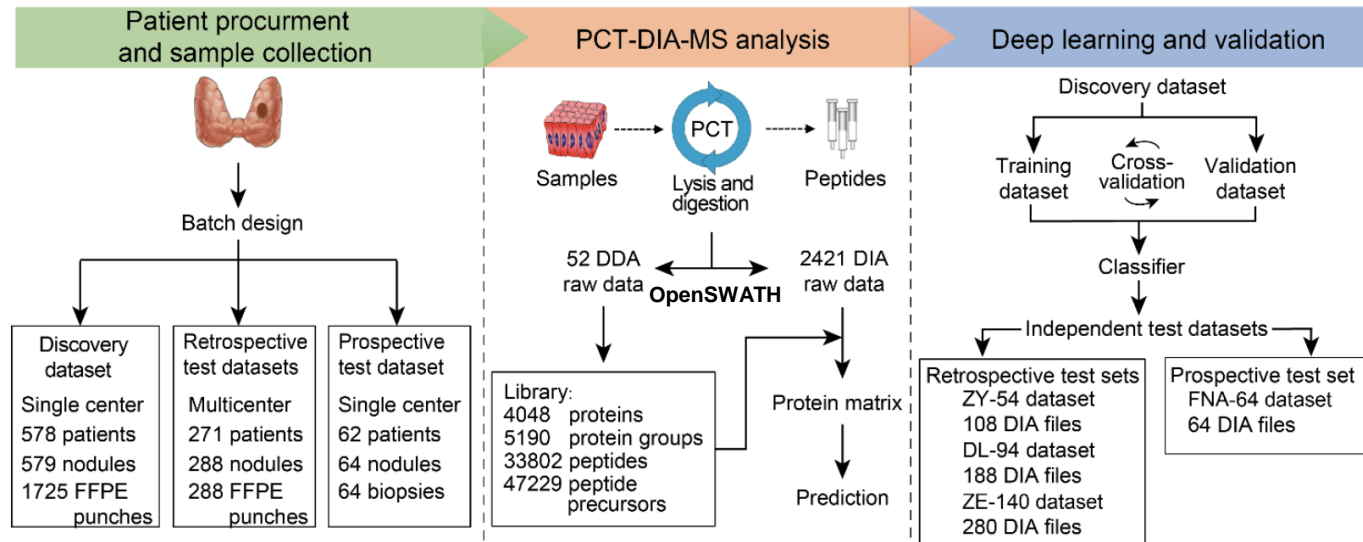 Patient procurment
and sample collection
PCT-DIA-MS analysis
Deep learning and validation
Batch design
Discovery
dataset
Single center
578 patients
579 nodules
1725 FFPE
punches
Retrospective
test datasets
Multicenter
271 patients
288 nodules
288 FFPE
punches
Prospective
test dataset
Single center
62 patients
64 nodules
64 biopsies
Samples
PCT
Lysis and
digestion
Peptides
52 DDA
raw data
OpenSWATH
2421 DIA
raw data
Library:
4048 proteins
5190 protein groups
33802 peptides
47229 peptide
precursors
Protein matrix
Prediction
Discovery dataset
Training
dataset
Cross-
validation
Validation
dataset
Classifier
Independent test datasets
Retrospective test sets
ZY-54 dataset
108 DIA files
DL-94 dataset
188 DIA files
ZE-140 dataset
280 DIA files
Prospective test set
FNA-64 dataset
64 DIA files